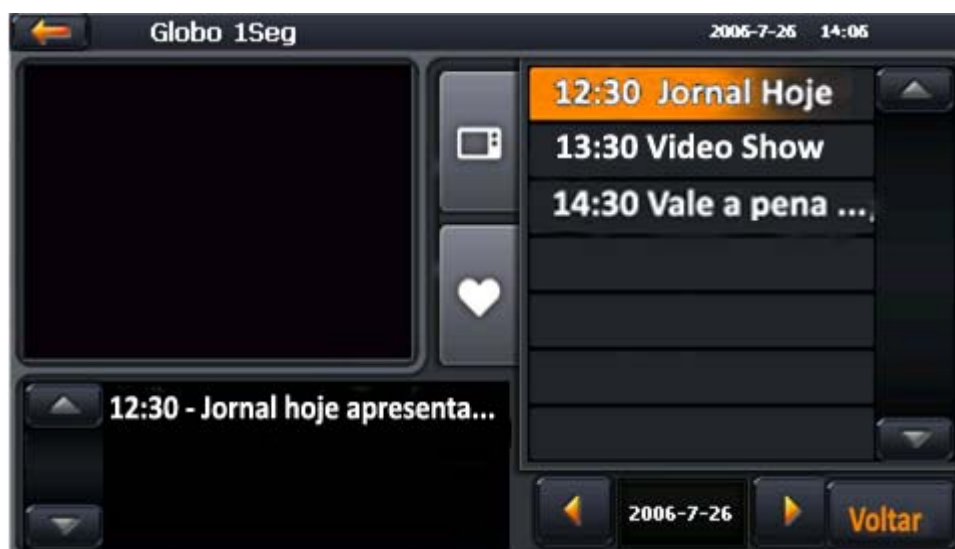 Globo 1Seg
2006-7-26 14:06
12:30 Jornal Hoje
13:30 Video Show
14:30 Vale a pena ...
12:30 - Jornal hoje apresenta...
2006-7-26
Voltar